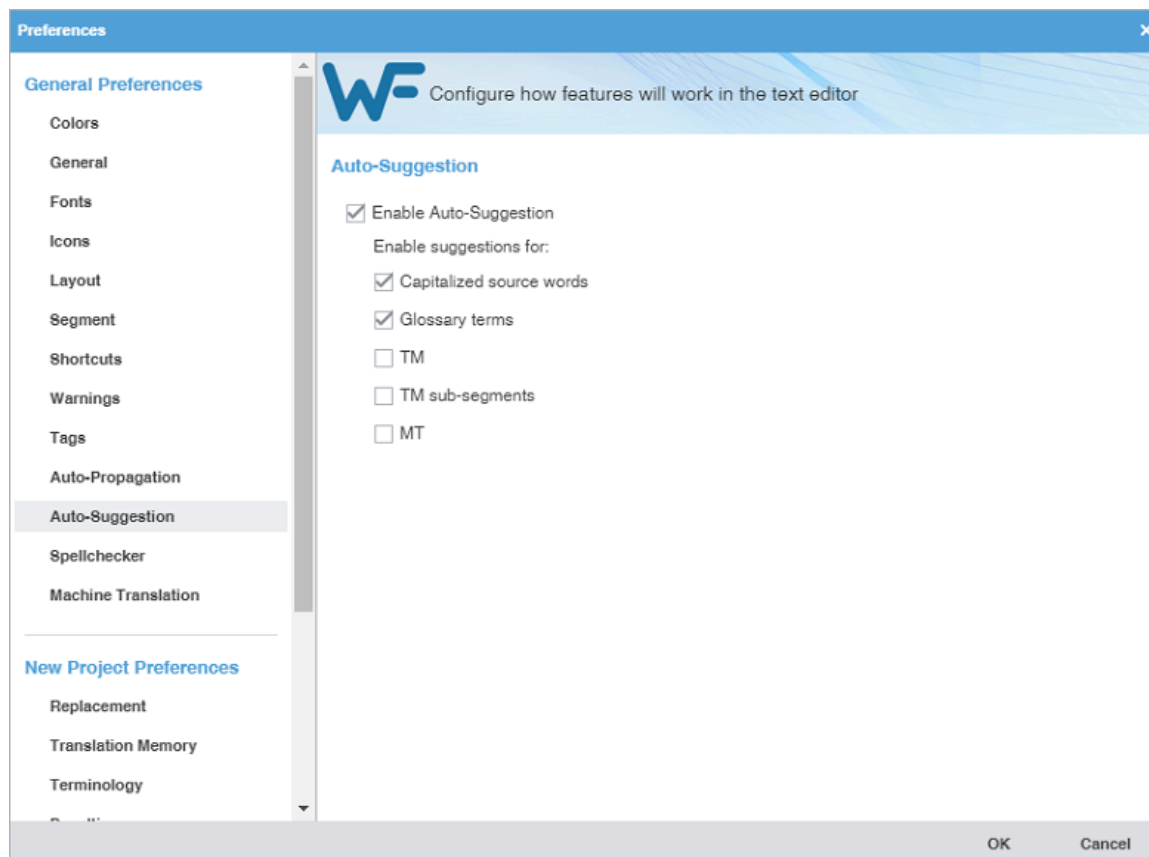 Preferences
General Preferences
Colors
General
Fonts
Icons
Layout
Segment
Shortcuts
Warnings
Tags
Auto-Propagation
Auto-Suggestion
Spellchecker
Machine Translation
New Project Preferences
Replacement
Translation Memory
Terminology
WF
Configure how features will work in the text editor
Auto-Suggestion
Enable Auto-Suggestion
Enable suggestions for:
Capitalized source words
Glossary terms
TM
TM sub-segments
MT
OK
Cancel